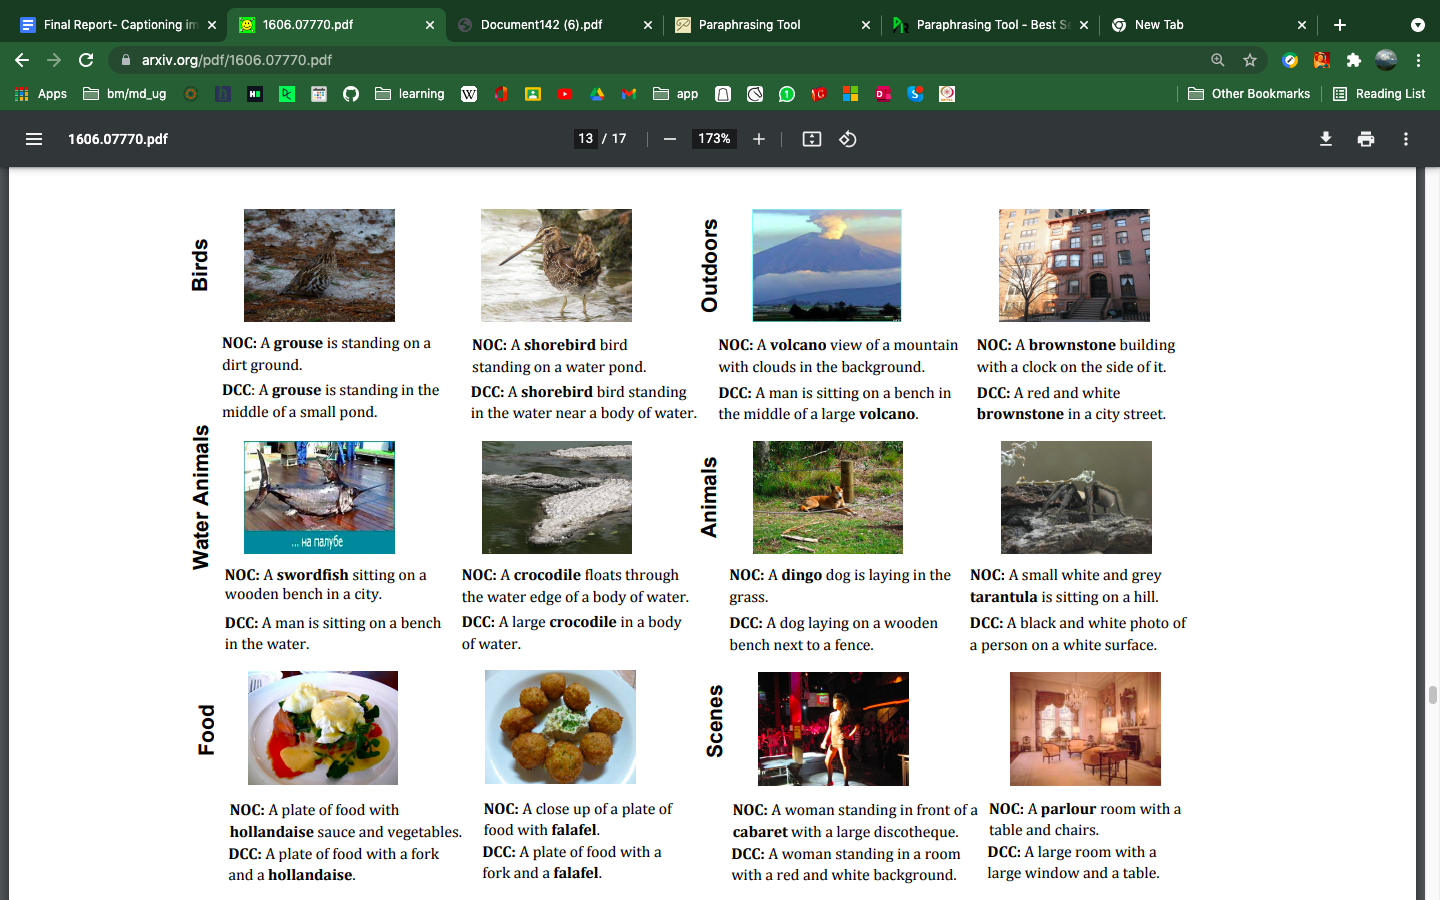 Final Report- Captioning im
1606.07770.pdf
Document142 (6).pdf
Paraphrasing Tool
Paraphrasing Tool - Best Se
New Tab
arxiv.org/pdf/1606.07770.pdf
Apps
bm/md_ug
learning
app
Other Bookmarks
Reading List
1606.07770.pdf
13 / 17
173%
Birds
NOC: A grouse is standing on a
dirt ground.
DCC: A grouse is standing in the
middle of a small pond.
NOC: A shorebird bird
standing on a water pond.
DCC: A shorebird bird standing
in the water near a body of water.
Outdoors
NOC: A volcano view of a mountain
with clouds in the background.
DCC: A man is sitting on a bench in
the middle of a large volcano.
NOC: A brownstone building
with a clock on the side of it.
DCC: A red and white
brownstone in a city street.
Water Animals
... на палубе
NOC: A swordfish sitting on a
wooden bench in a city.
DCC: A man is sitting on a bench
in the water.
NOC: A crocodile floats through
the water edge of a body of water.
DCC: A large crocodile in a body
of water.
Animals
NOC: A dingo dog is laying in the
grass.
DCC: A dog laying on a wooden
bench next to a fence.
NOC: A small white and grey
tarantula is sitting on a hill.
DCC: A black and white photo of
a person on a white surface.
Food
NOC: A plate of food with
hollandaise sauce and vegetables.
DCC: A plate of food with a fork
and a hollandaise.
NOC: A close up of a plate of
food with falafel.
DCC: A plate of food with a
fork and a falafel.
Scenes
NOC: A woman standing in front of a
cabaret with a large discotheque.
DCC: A woman standing in a room
with a red and white background.
NOC: A parlour room with a
table and chairs.
DCC: A large room with a
large window and a table.